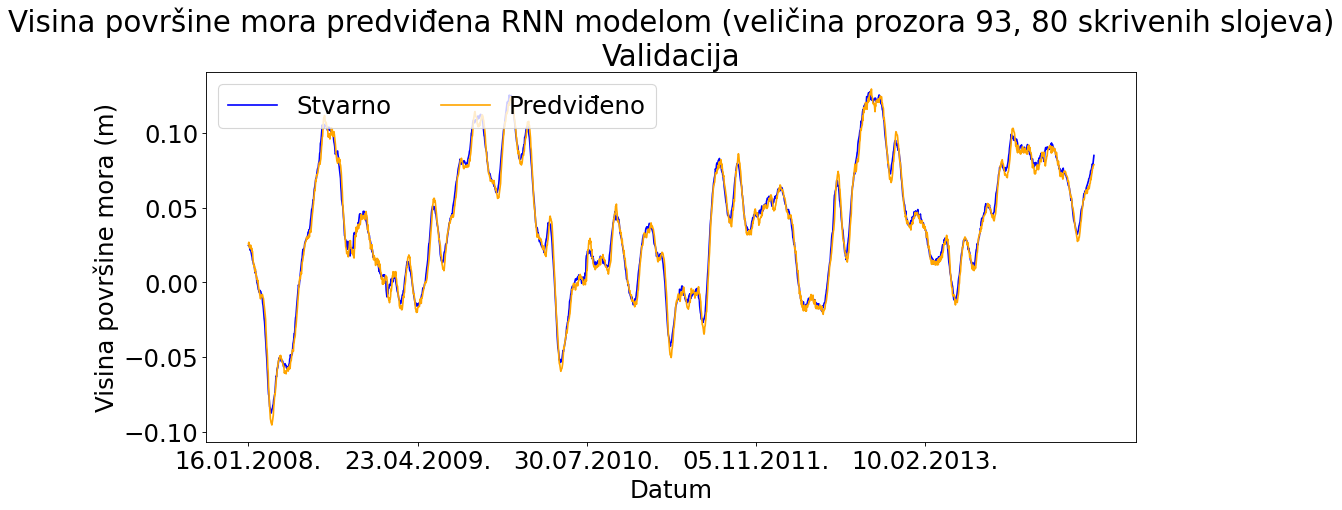 Visina površine mora predviđena RNN modelom (veličina prozora 93, 80 skrivenih slojeva)
Validacija
Stvarno Predviđeno
Visina površine mora (m)
0.10
0.05
0.00
−0.05
−0.10
16.01.2008. 23.04.2009. 30.07.2010. 05.11.2011. 10.02.2013.
Datum